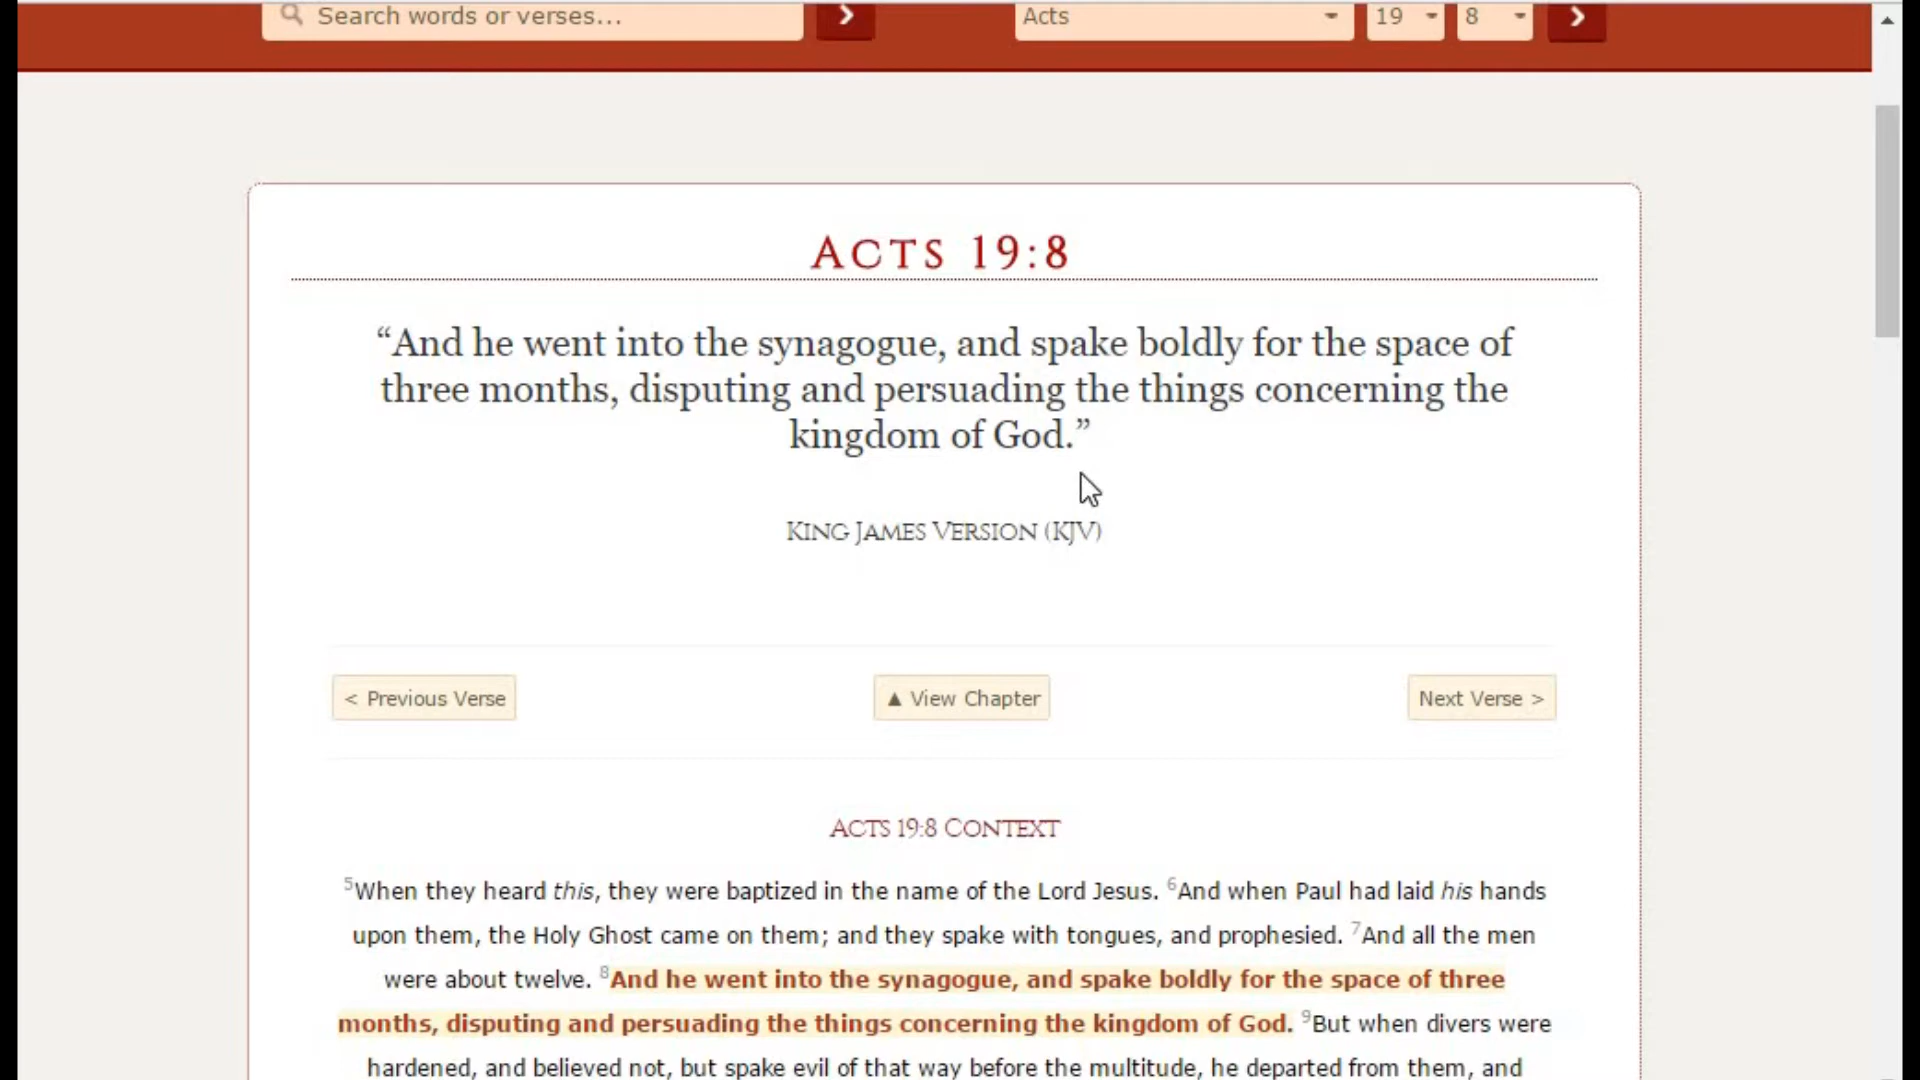 Search words or verses...
Acts
19
8
ACTS 19:8
“And he went into the synagogue, and spake boldly for the space of
three months, disputing and persuading the things concerning the
kingdom of God.”
KING JAMES VERSION (KJV)
< Previous Verse
▲ View Chapter
Next Verse >
ACTS 19:8 CONTEXT
5When they heard this, they were baptized in the name of the Lord Jesus. 6And when Paul had laid his hands
upon them, the Holy Ghost came on them; and they spake with tongues, and prophesied. 7And all the men
were about twelve. 8And he went into the synagogue, and spake boldly for the space of three
months, disputing and persuading the things concerning the kingdom of God. 9But when divers were
hardened, and believed not, but spake evil of that way before the multitude, he departed from them, and